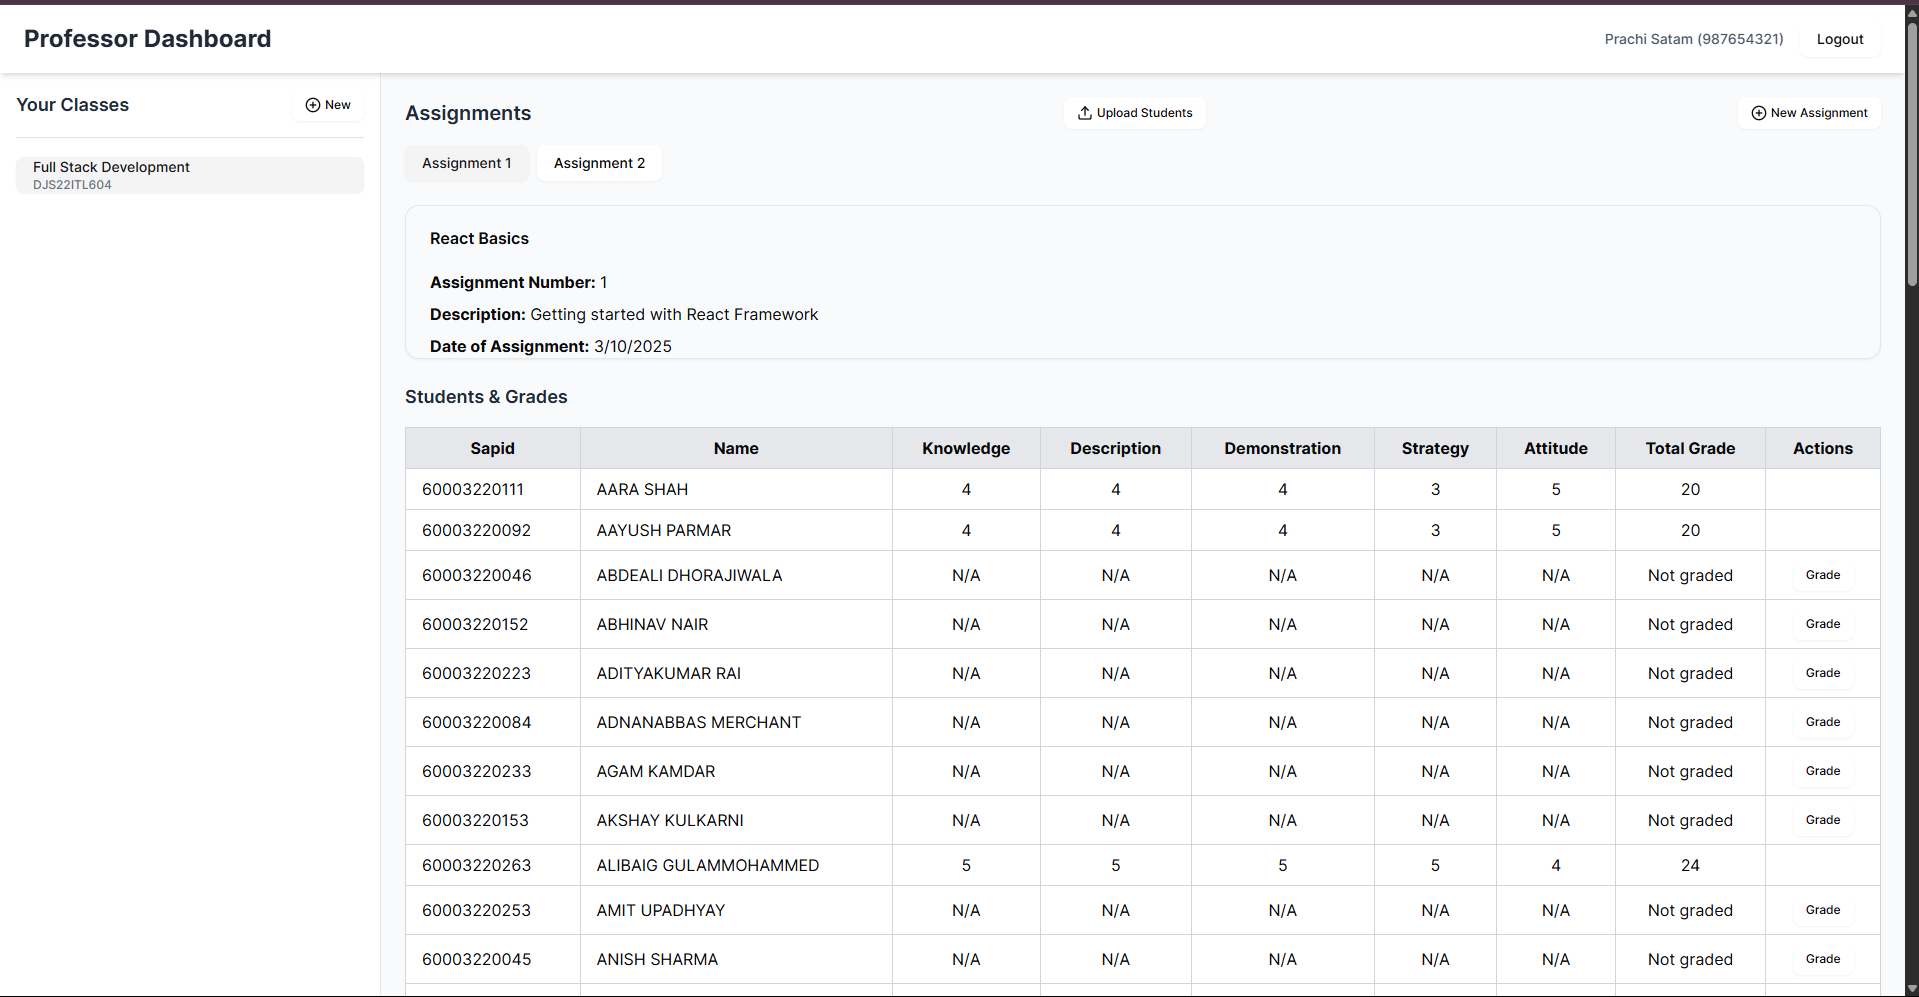 Professor Dashboard
Prachi Satam (987654321) Logout
Your Classes
New
Full Stack Development
DJS22ITL604
Assignments
Upload Students
New Assignment
Assignment 1 Assignment 2
React Basics
Assignment Number: 1
Description: Getting started with React Framework
Date of Assignment: 3/10/2025
Students & Grades
Sapid Name Knowledge Description Demonstration Strategy Attitude Total Grade Actions
60003220111 AARA SHAH 4 4 4 3 5 20
60003220092 AAYUSH PARMAR 4 4 4 3 5 20
60003220046 ABDEALI DHORAJIWALA N/A N/A N/A N/A N/A Not graded Grade
60003220152 ABHINAV NAIR N/A N/A N/A N/A N/A Not graded Grade
60003220223 ADITYAKUMAR RAI N/A N/A N/A N/A N/A Not graded Grade
60003220084 ADNANABBAS MERCHANT N/A N/A N/A N/A N/A Not graded Grade
60003220233 AGAM KAMDAR N/A N/A N/A N/A N/A Not graded Grade
60003220153 AKSHAY KULKARNI N/A N/A N/A N/A N/A Not graded Grade
60003220263 ALIBAIG GULAMMOHAMMED 5 5 5 5 4 24
60003220253 AMIT UPADHYAY N/A N/A N/A N/A N/A Not graded Grade
60003220045 ANISH SHARMA N/A N/A N/A N/A N/A Not graded Grade